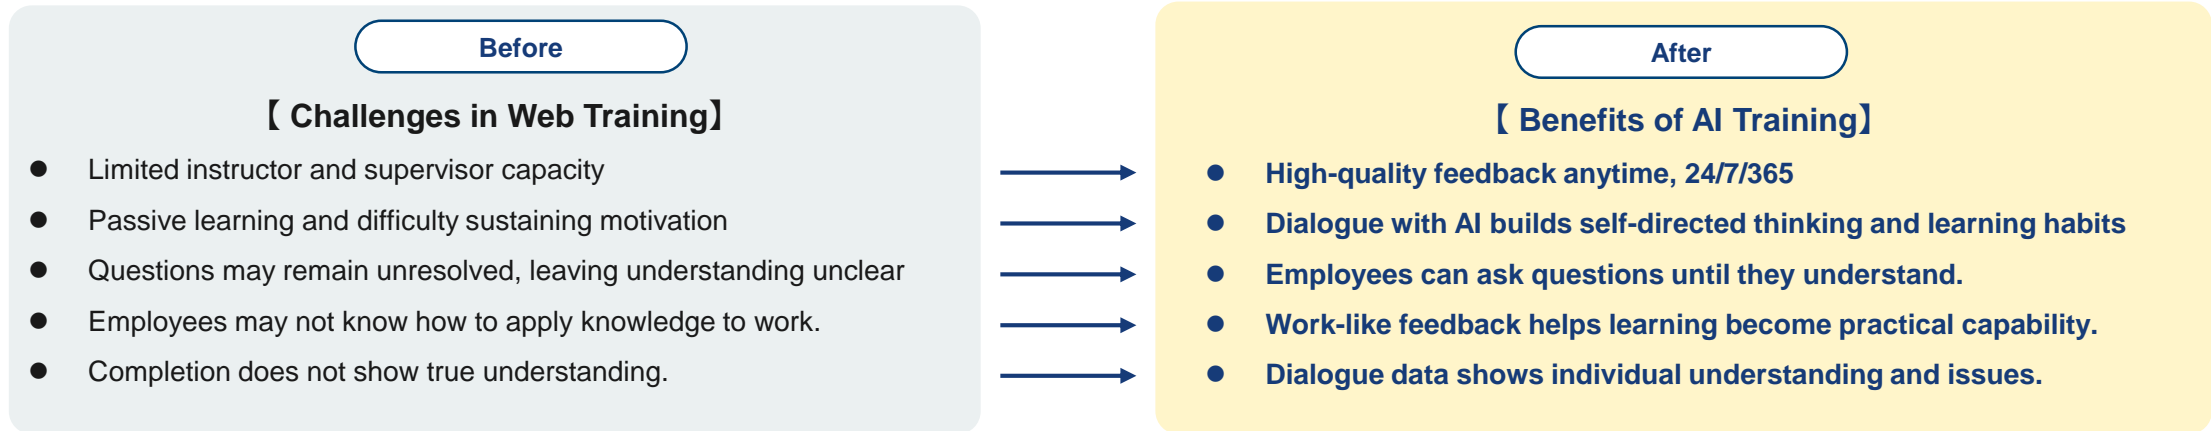 Before
【 Challenges in Web Training】
● Limited instructor and supervisor capacity
● Passive learning and difficulty sustaining motivation
● Questions may remain unresolved, leaving understanding unclear
● Employees may not know how to apply knowledge to work.
● Completion does not show true understanding.
After
【 Benefits of AI Training】
● High-quality feedback anytime, 24/7/365
● Dialogue with AI builds self-directed thinking and learning habits
● Employees can ask questions until they understand.
● Work-like feedback helps learning become practical capability.
● Dialogue data shows individual understanding and issues.